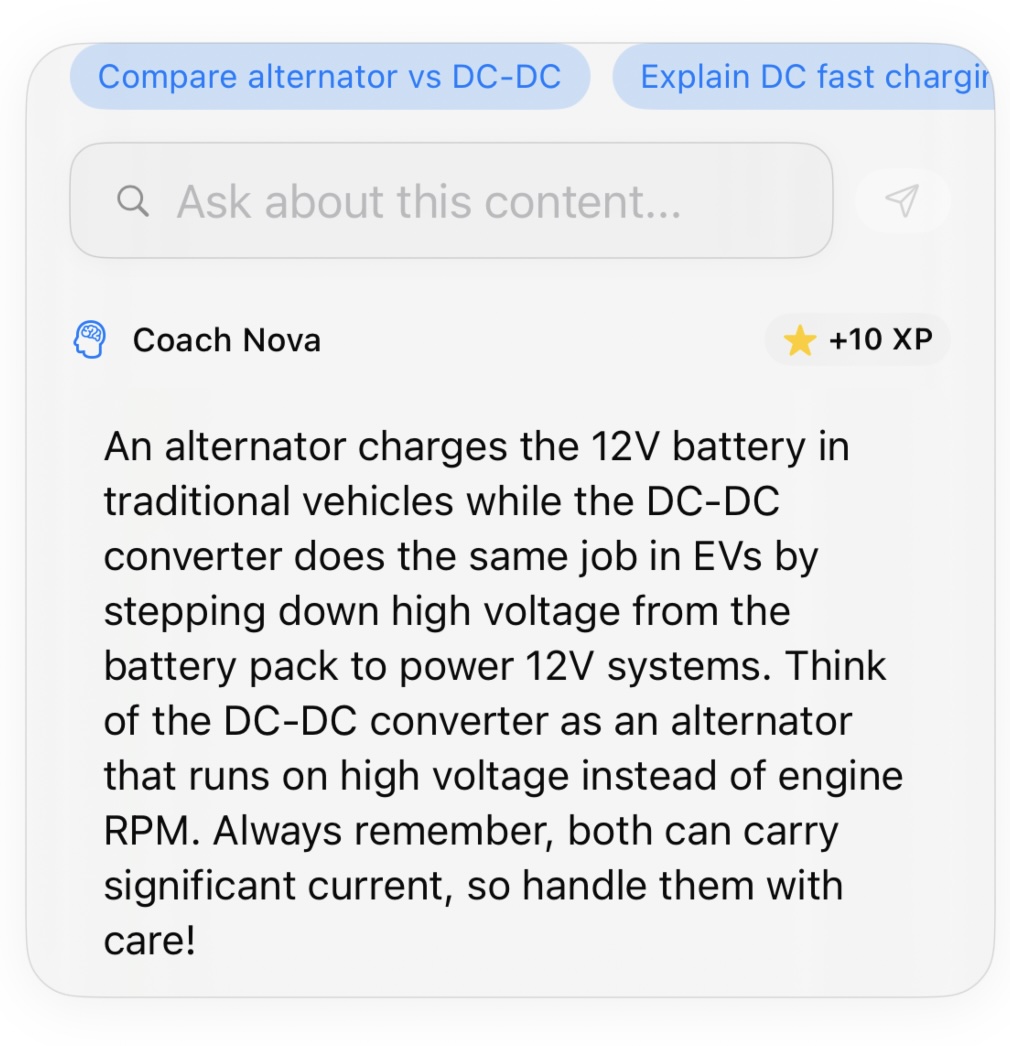 Compare alternator vs DC-DC
Explain DC fast
Ask about this content...
Coach Nova
+10 XP
An alternator charges the 12V battery in
traditional vehicles while the DC-DC
converter does the same job in EVs by
stepping down high voltage from the
battery pack to power 12V systems. Think
of the DC-DC converter as an alternator
that runs on high voltage instead of engine
RPM. Always remember, both can carry
significant current, so handle them with
care!